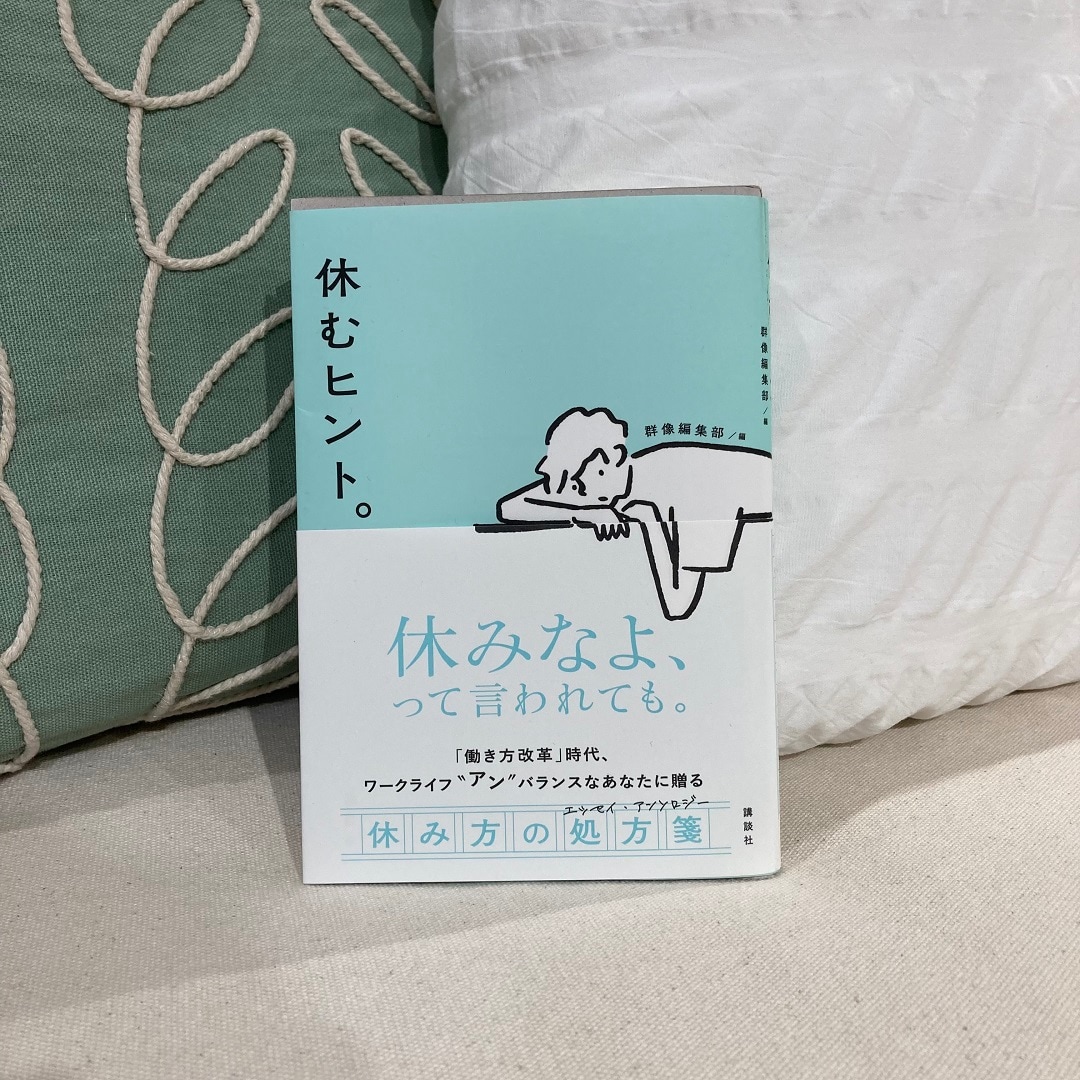 休むヒント。
群像編集部/編
群像編集部/編
休みなよ、
って言われても。
「働き方改革」時代、
ワークライフ〝アン〟バランスなあなたに贈る
エッセイ・アンソロジー
休み方の処方箋
講談社